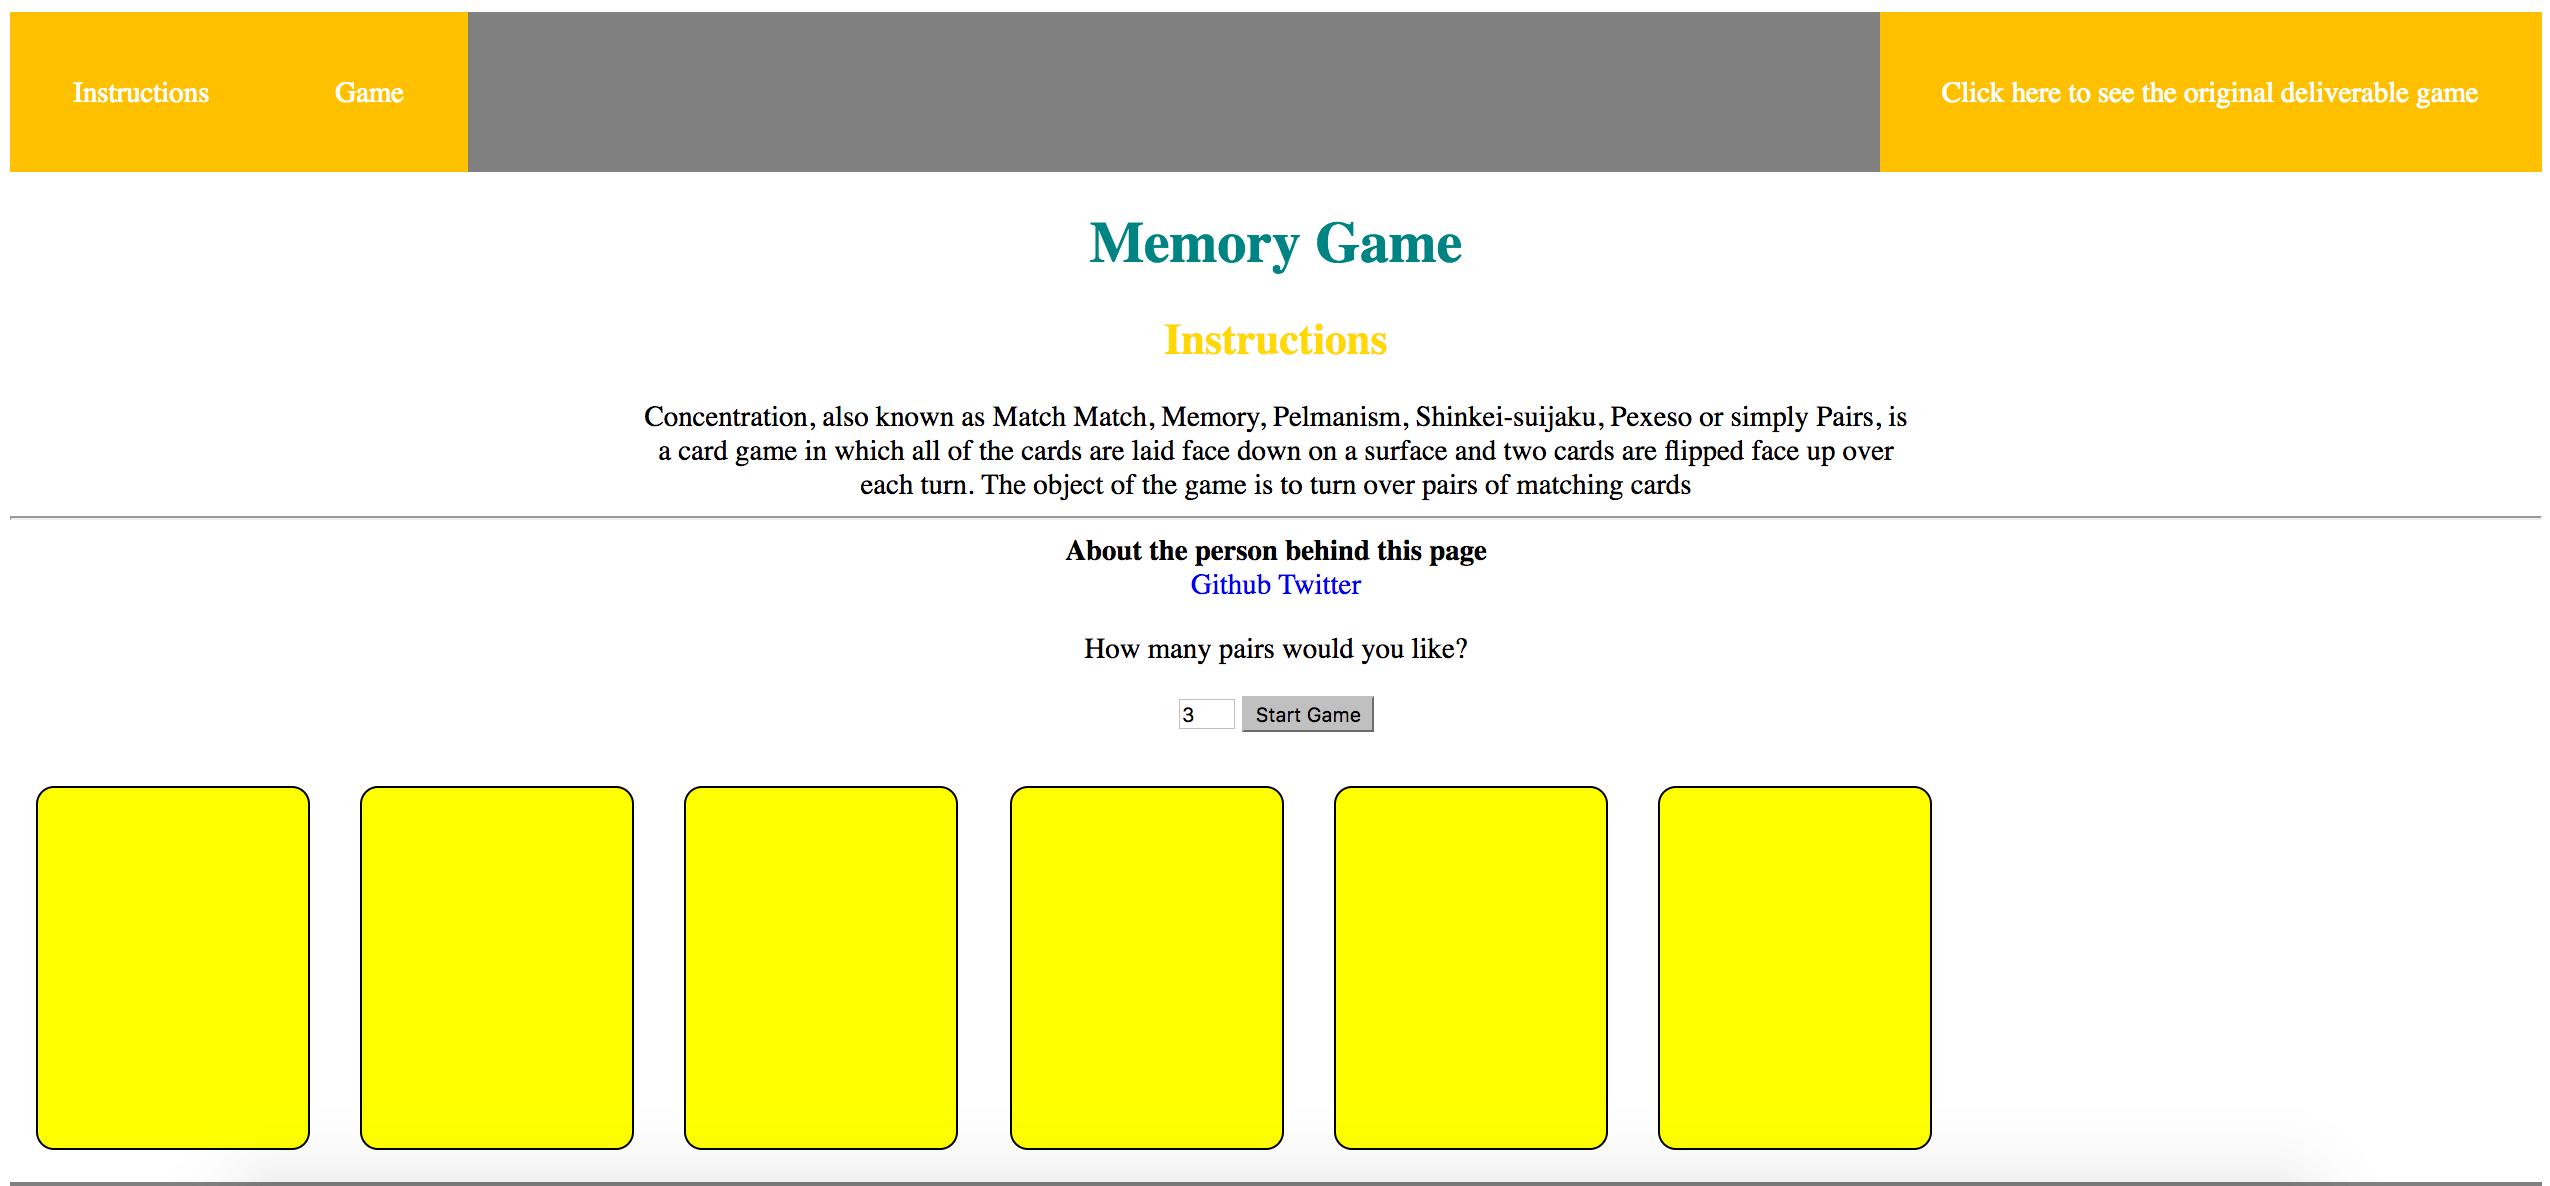 Instructions Game Click here to see the original deliverable game
Memory Game
Instructions
Concentration, also known as Match Match, Memory, Pelmanism, Shinkei-suijaku, Pexeso or simply Pairs, is
a card game in which all of the cards are laid face down on a surface and two cards are flipped face up over
each turn. The object of the game is to turn over pairs of matching cards
About the person behind this page
Github Twitter
How many pairs would you like?
3 Start Game